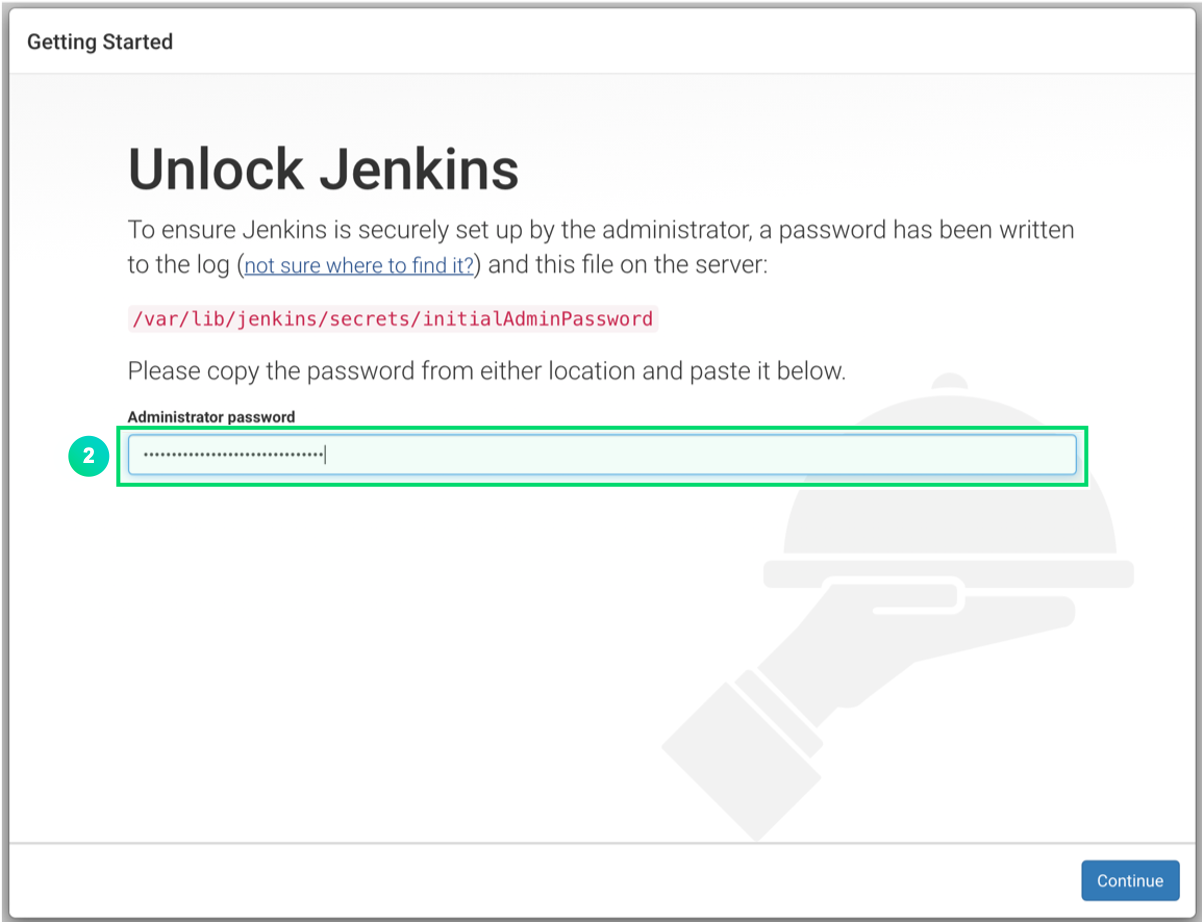 Getting Started
Unlock Jenkins
To ensure Jenkins is securely set up by the administrator, a password has been written
to the log (not sure where to find it?) and this file on the server:
/var/lib/jenkins/secrets/initialAdminPassword
Please copy the password from either location and paste it below.
Administrator password
2
Continue